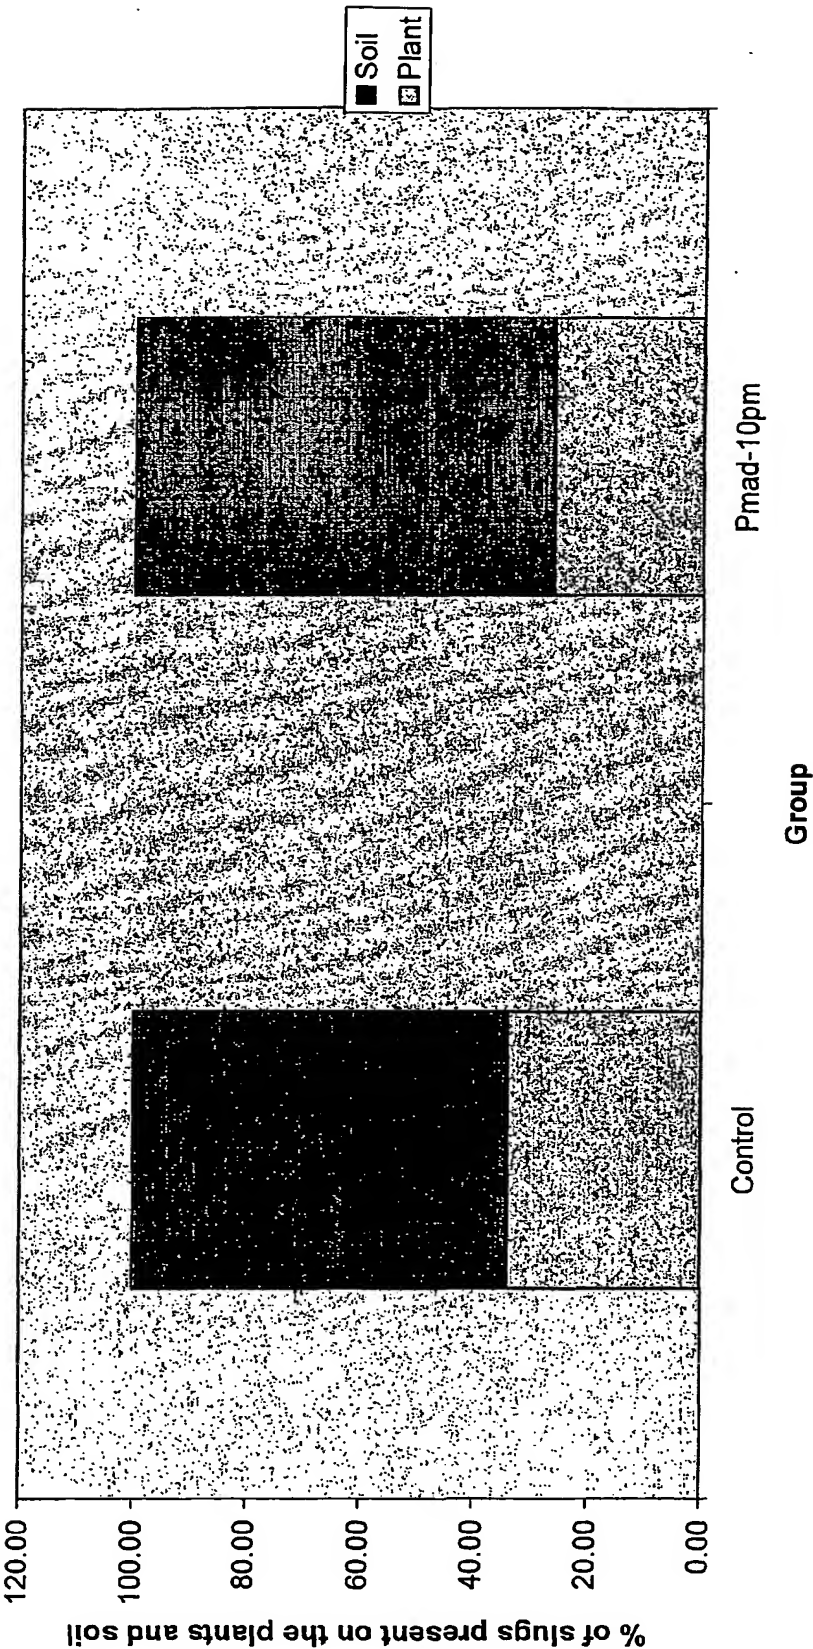 % of slugs present on the plants and soil
120.00
100.00
80.00
60.00
40.00
20.00
0.00
Control
Pmad-10pm
Group
Soil
Plant